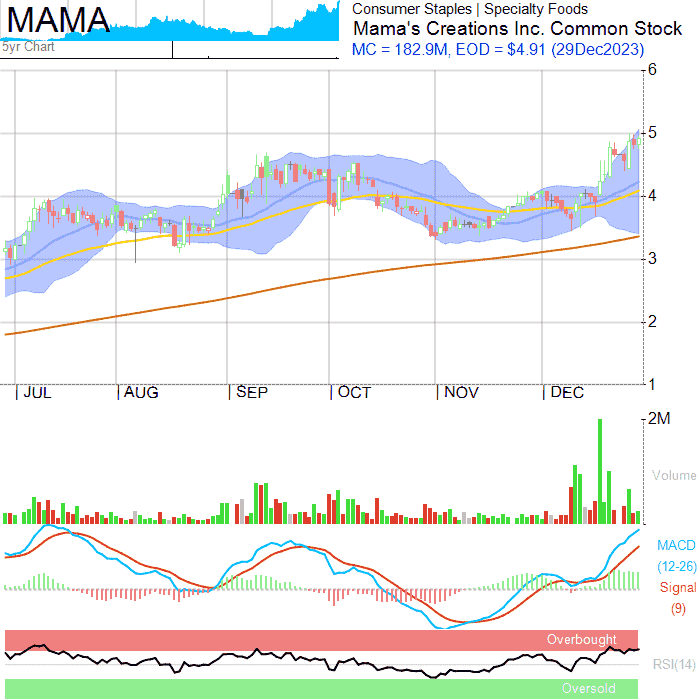 MAMA
5yr Chart
Consumer Staples | Specialty Foods
Mama's Creations Inc. Common Stock
MC = 182.9M, EOD = $4.91 (29Dec2023)
6
5
4
3
2
1
JUL AUG SEP OCT NOV DEC
2M
Volume
MACD
(12-26)
Signal
(9)
Overbought
RSI(14)
Oversold